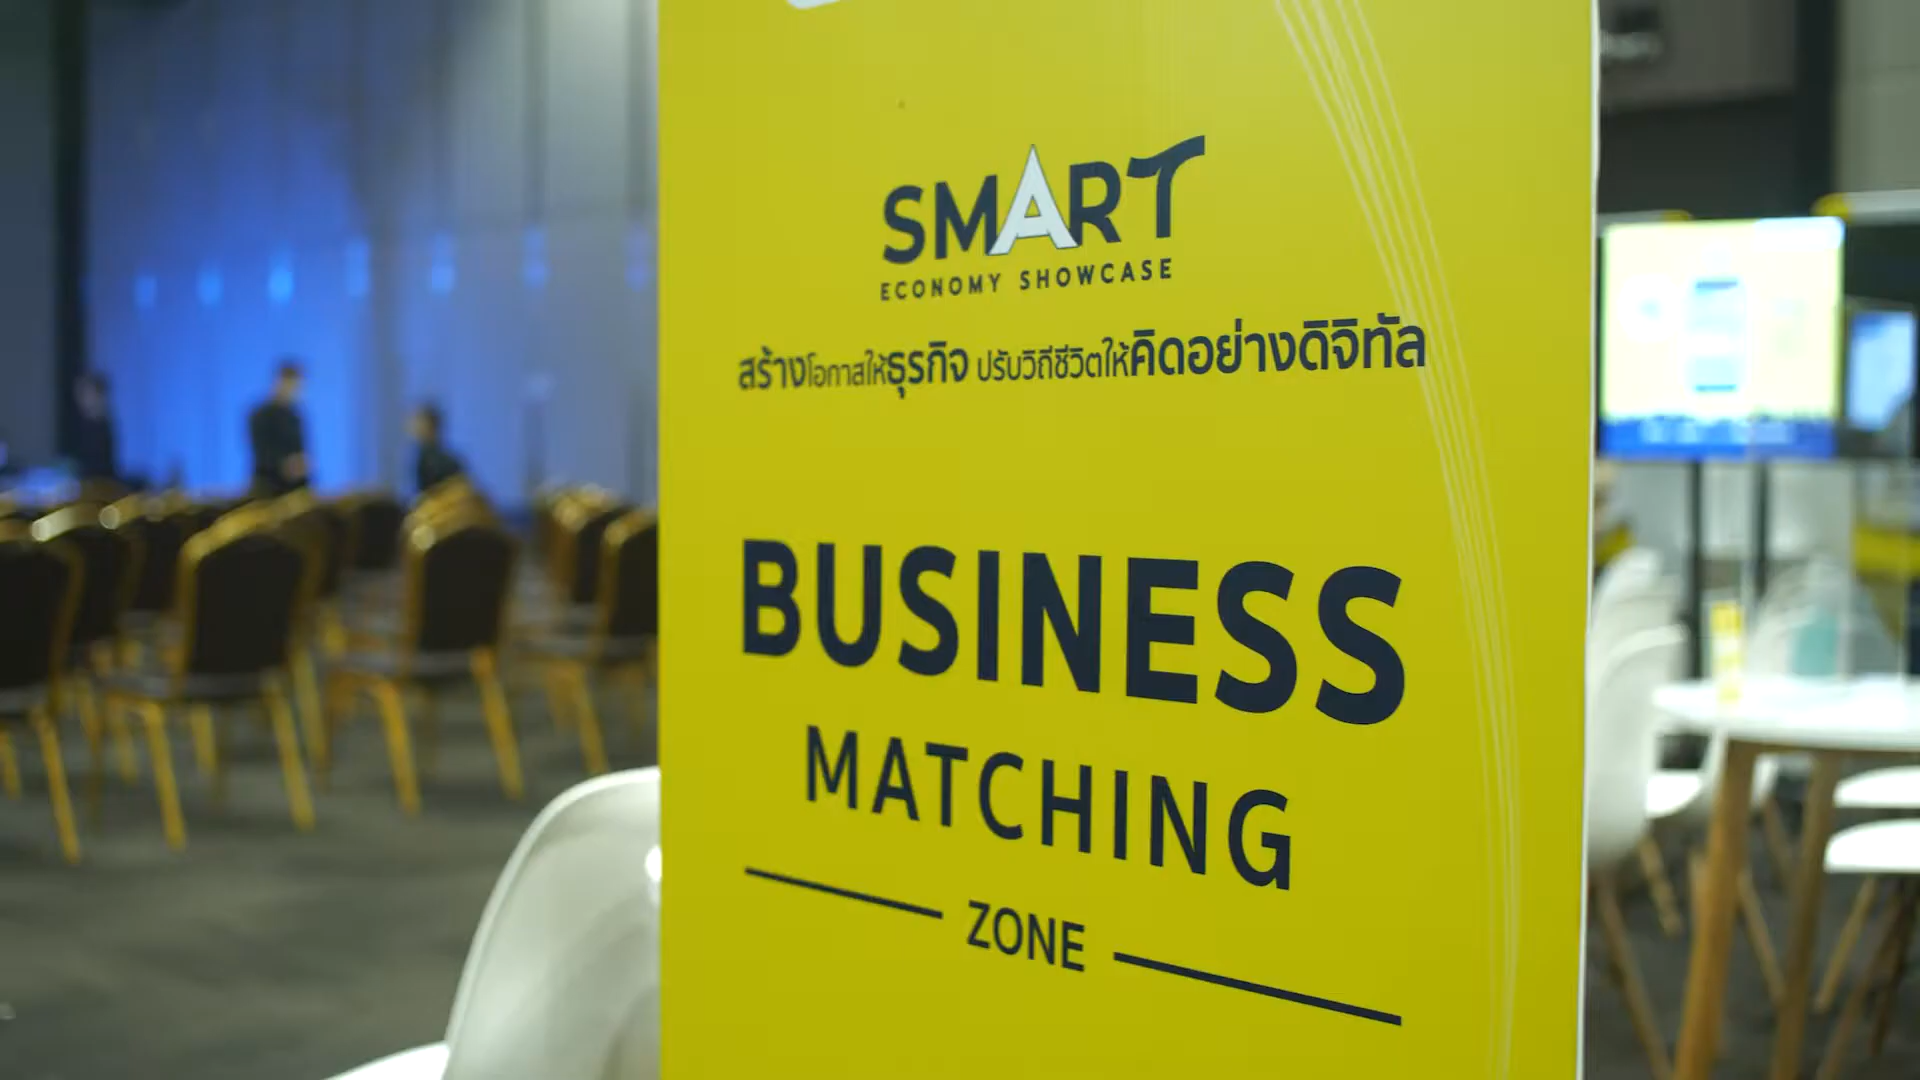 SMART
ECONOMY SHOWCASE
สร้างโอกาสให้ธุรกิจ ปรับวิถีชีวิตให้คิดอย่างดิจิทัล
BUSINESS
MATCHING
ZONE